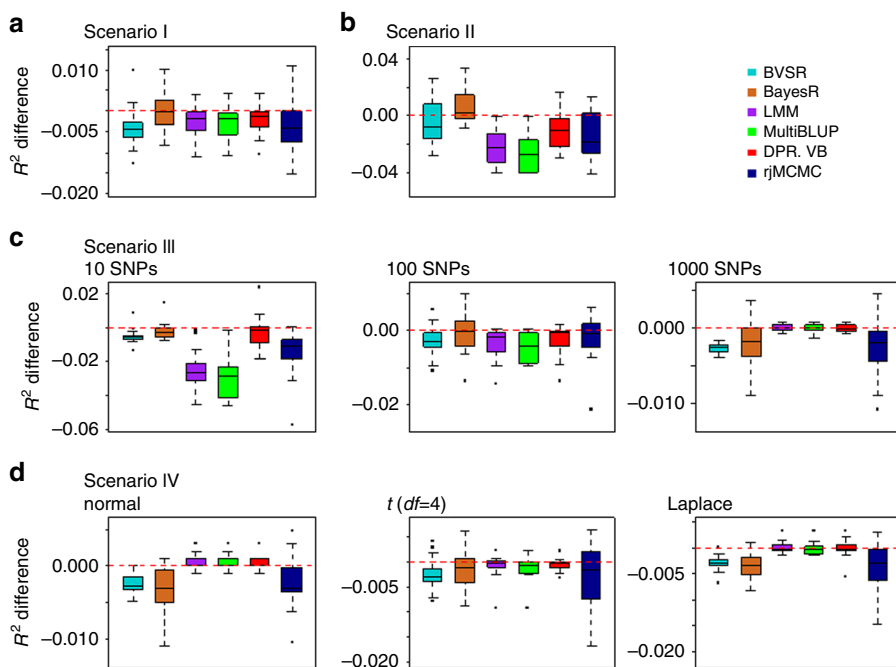 a
Scenario I
R² difference
0.010
−0.005
−0.020
b
Scenario II
0.04
0.00
−0.04
BVSR
BayesR
LMM
MultiBLUP
DPR. VB
rjMCMC
c
Scenario III
10 SNPs
R² difference
0.02
0.000
−0.02
−0.06
100 SNPs
0.00
−0.02
1000 SNPs
0.000
−0.010
d
Scenario IV
normal
R² difference
0.000
−0.010
t (df=4)
−0.005
−0.020
Laplace
−0.005
−0.020